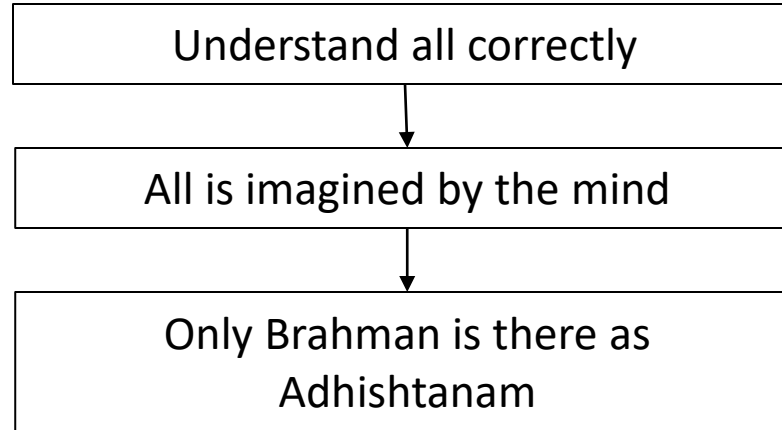 Understand all correctly
All is imagined by the mind
Only Brahman is there as
Adhishtanam